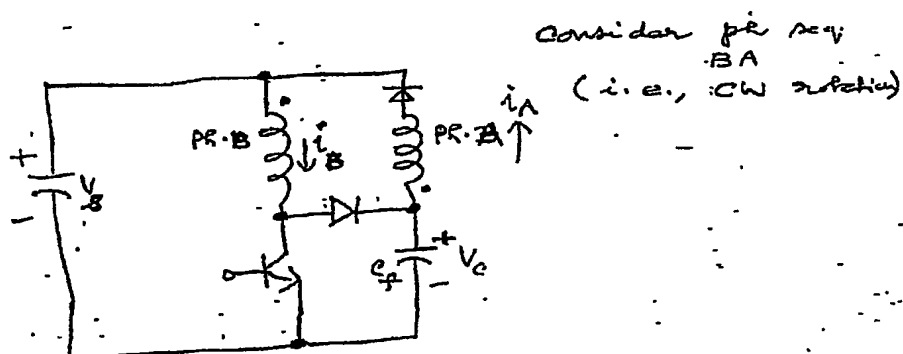 Consider ph seq
BA
(i.e., CW rotation)
Ph.B
i_B
Ph.A
i_A
+
V_s
-
C_f
+
V_c
-